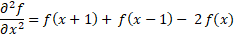 ∂²f/∂x² = f(x + 1) + f(x − 1) − 2 f(x)